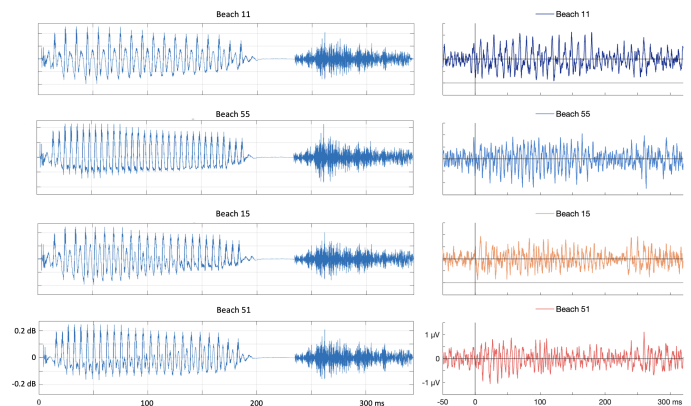 Beach 11
Beach 11
Beach 55
Beach 55
Beach 15
Beach 15
Beach 51
Beach 51
0.2 dB
0
-0.2 dB
0
100
200
300 ms
1 µV
0
-1 µV
-50
0
100
200
300 ms